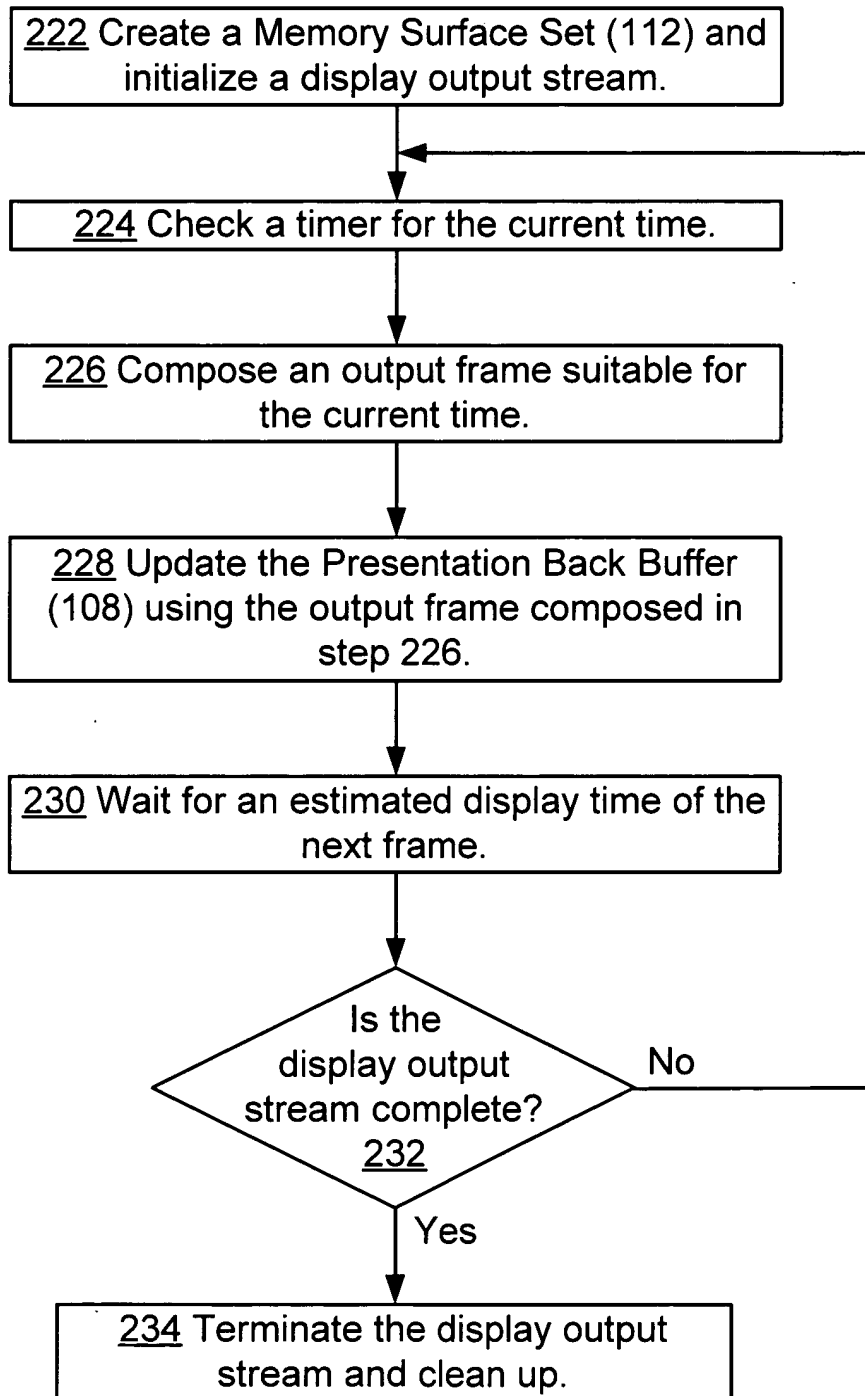 222 Create a Memory Surface Set (112) and
initialize a display output stream.
224 Check a timer for the current time.
226 Compose an output frame suitable for
the current time.
228 Update the Presentation Back Buffer
(108) using the output frame composed in
step 226.
230 Wait for an estimated display time of the
next frame.
Is the
display output
stream complete?
232
No
Yes
234 Terminate the display output
stream and clean up.